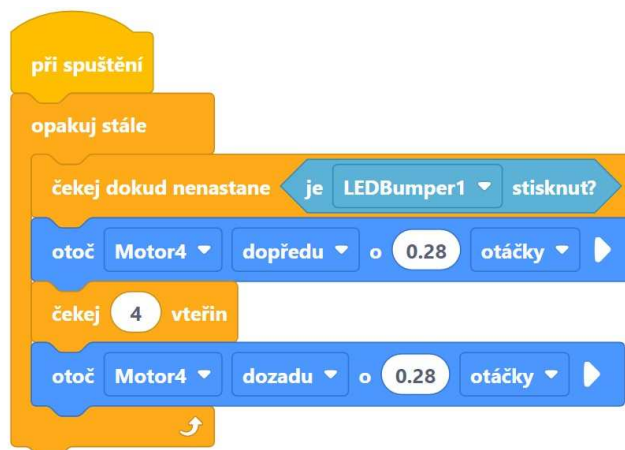 při spuštění
opakuj stále
čekej dokud nenastane je LEDBumper1 stisknut?
otoč Motor4 dopředu o 0.28 otáčky
čekej 4 vteřin
otoč Motor4 dozadu o 0.28 otáčky